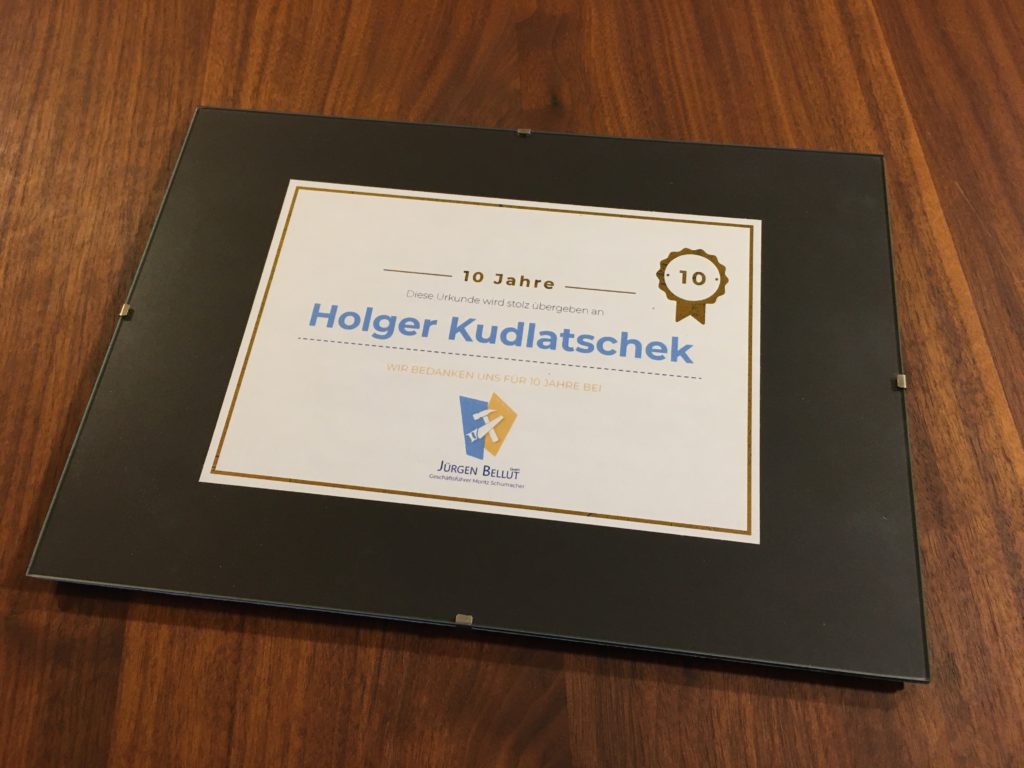 10 Jahre
10
Diese Urkunde wird stolz übergeben an
Holger Kudlatschek
WIR BEDANKEN UNS FÜR 10 JAHRE BEI
JÜRGEN BELLUT GmbH
Geschäftsführer Moritz Schumacher